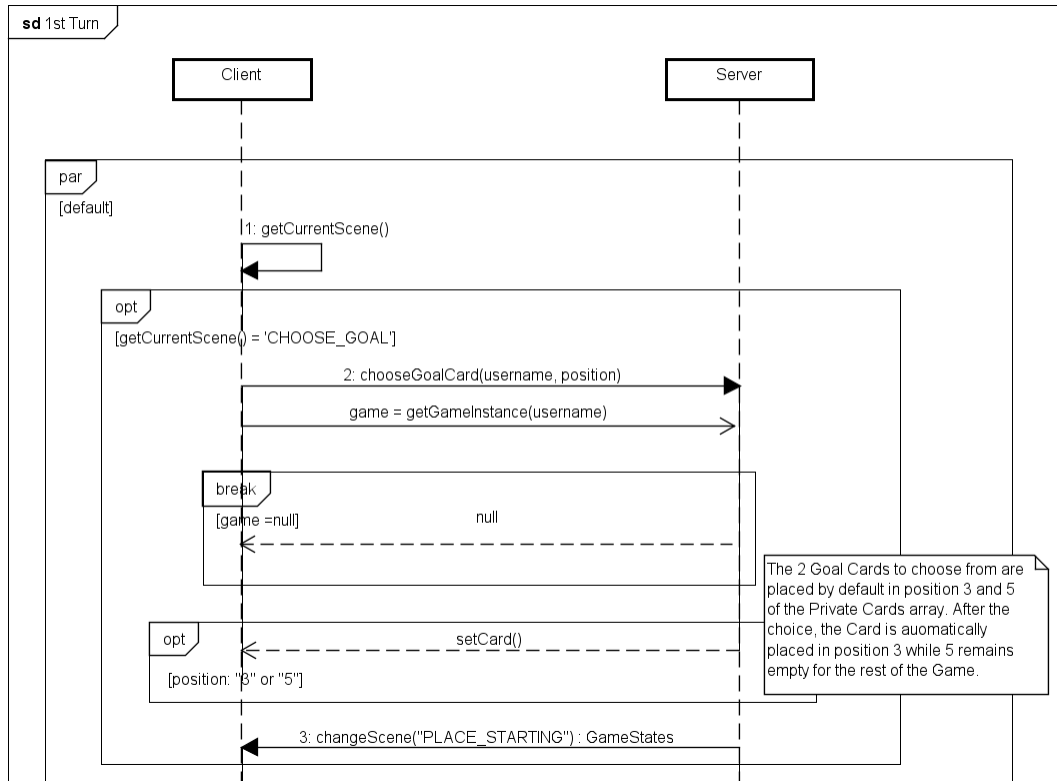 sd 1st Turn
Client
Server
par
[default]
1: getCurrentScene()
opt
[getCurrentScene() = 'CHOOSE_GOAL']
2: chooseGoalCard(username, position)
game = getGameInstance(username)
break
[game =null]
null
The 2 Goal Cards to choose from are
placed by default in position 3 and 5
of the Private Cards array. After the
choice, the Card is auomatically
placed in position 3 while 5 remains
empty for the rest of the Game.
opt
setCard()
[position: "3" or "5"]
3: changeScene("PLACE_STARTING") : GameStates